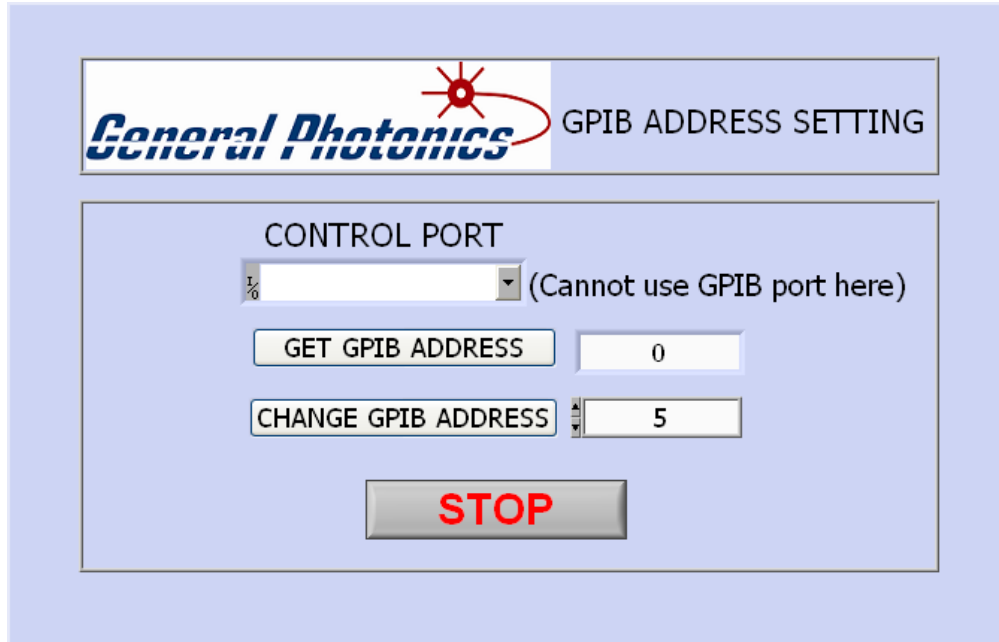 General Photonics
GPIB ADDRESS SETTING
CONTROL PORT
I/O
(Cannot use GPIB port here)
GET GPIB ADDRESS 0
CHANGE GPIB ADDRESS 5
STOP